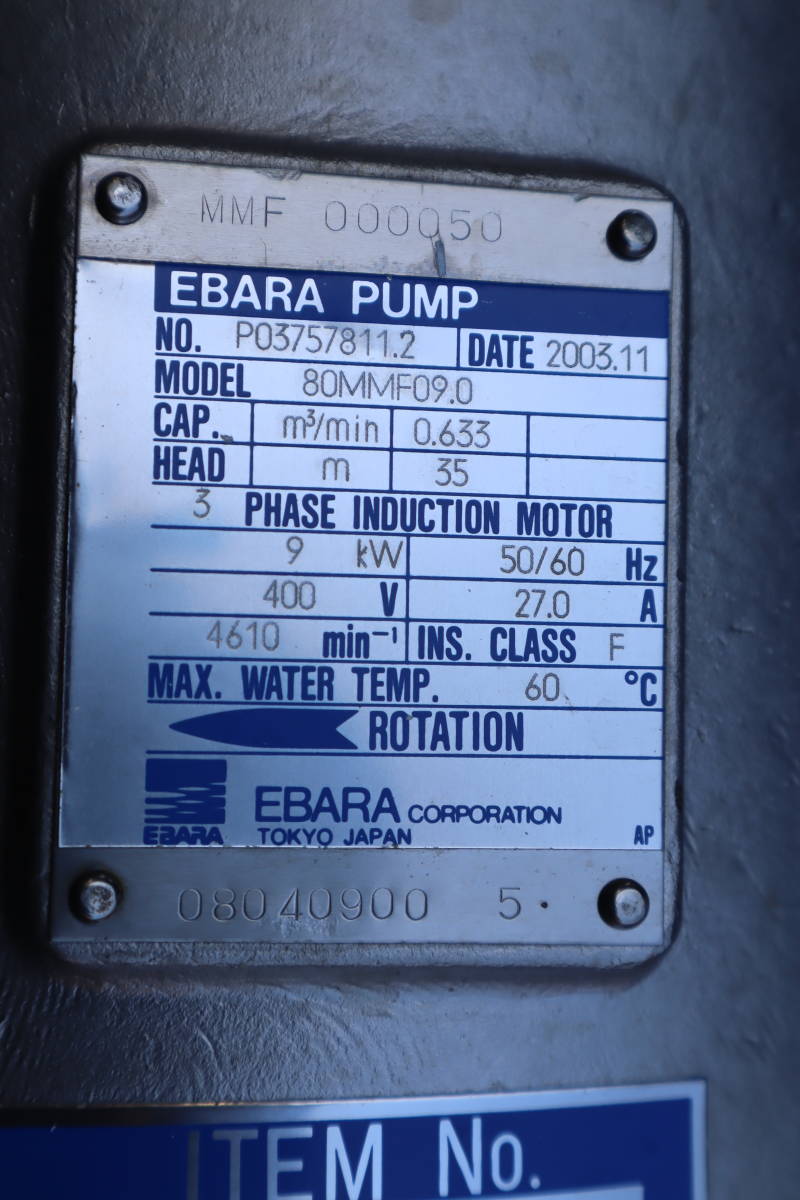 MMF 000050
EBARA PUMP
NO. P03757811.2 DATE 2003.11
MODEL 80MMF09.0
CAP. m³/min 0.633
HEAD m 35
3 PHASE INDUCTION MOTOR
9 kW 50/60 Hz
400 V 27.0 A
4610 min⁻¹ INS. CLASS F
MAX. WATER TEMP. 60 °C
ROTATION
EBARA EBARA CORPORATION
TOKYO JAPAN AP
08040900 5.
ITEM No.